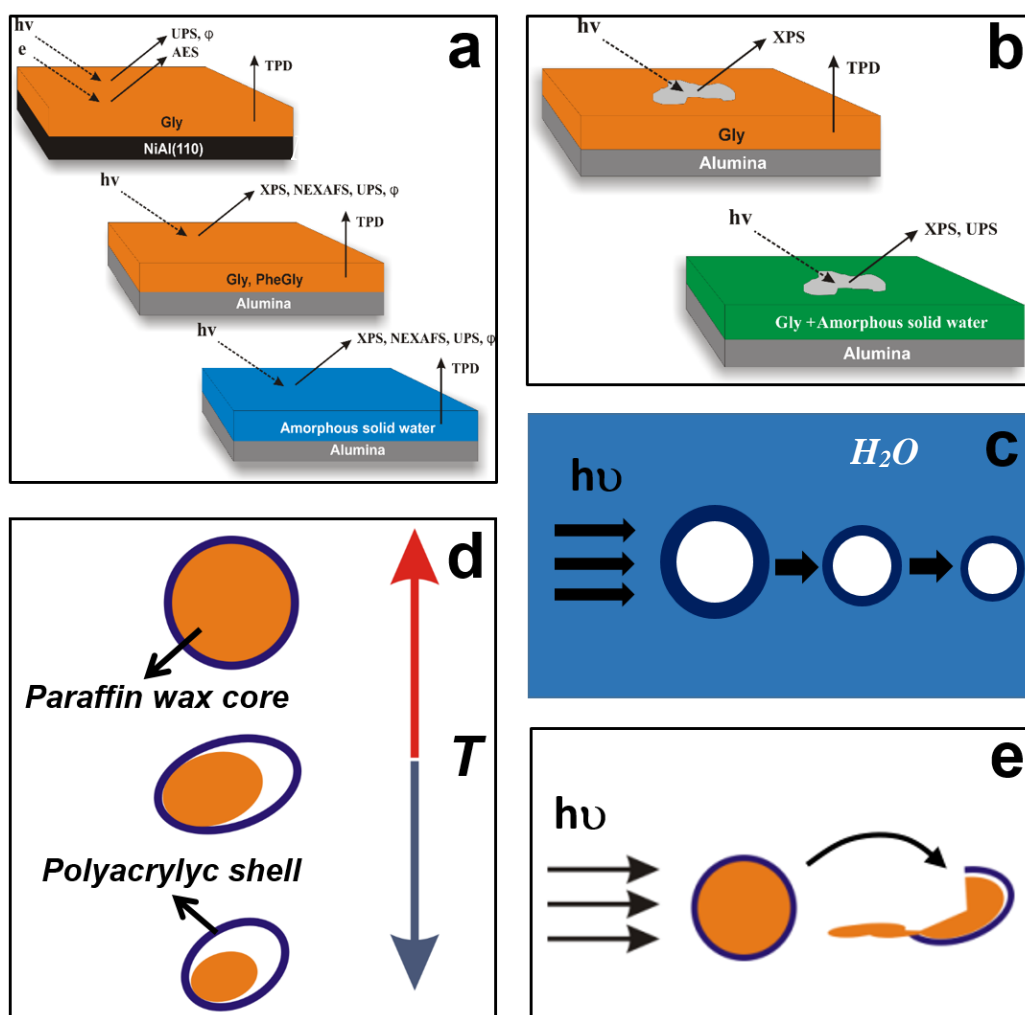 a
hν
e
UPS, φ
AES
TPD
Gly
NiAl(110)
hν
XPS, NEXAFS, UPS, φ
TPD
Gly, PheGly
Alumina
hν
XPS, NEXAFS, UPS, φ
TPD
Amorphous solid water
Alumina
b
hν
XPS
TPD
Gly
Alumina
hν
XPS, UPS
Gly +Amorphous solid water
Alumina
c
H₂O
hυ
d
Paraffin wax core
T
Polyacrylyc shell
e
hυ